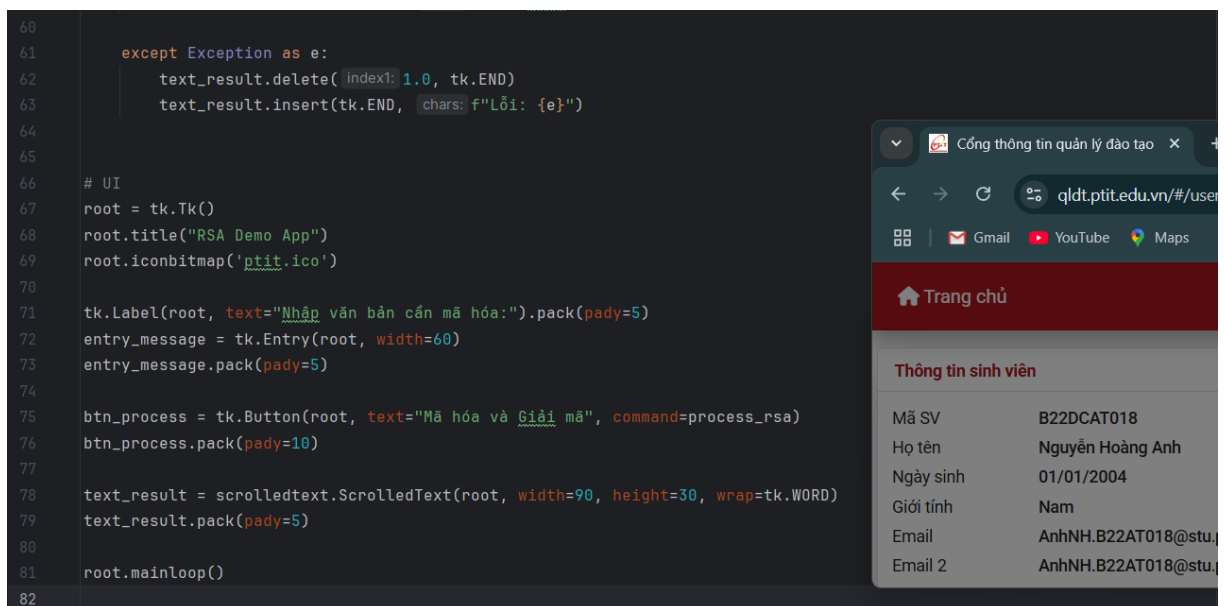 60
61 except Exception as e:
62 text_result.delete( index1: 1.0, tk.END)
63 text_result.insert(tk.END, chars: f"Lỗi: {e}")
64
65
66 # UI
67 root = tk.Tk()
68 root.title("RSA Demo App")
69 root.iconbitmap('ptit.ico')
70
71 tk.Label(root, text="Nhập văn bản cần mã hóa:").pack(pady=5)
72 entry_message = tk.Entry(root, width=60)
73 entry_message.pack(pady=5)
74
75 btn_process = tk.Button(root, text="Mã hóa và Giải mã", command=process_rsa)
76 btn_process.pack(pady=10)
77
78 text_result = scrolledtext.ScrolledText(root, width=90, height=30, wrap=tk.WORD)
79 text_result.pack(pady=5)
80
81 root.mainloop()
82
Cổng thông tin quản lý đào tạo
qldt.ptit.edu.vn/#/user
Gmail YouTube Maps
Trang chủ
Thông tin sinh viên
Mã SV B22DCAT018
Họ tên Nguyễn Hoàng Anh
Ngày sinh 01/01/2004
Giới tính Nam
Email AnhNH.B22AT018@stu.p
Email 2 AnhNH.B22AT018@stu.p